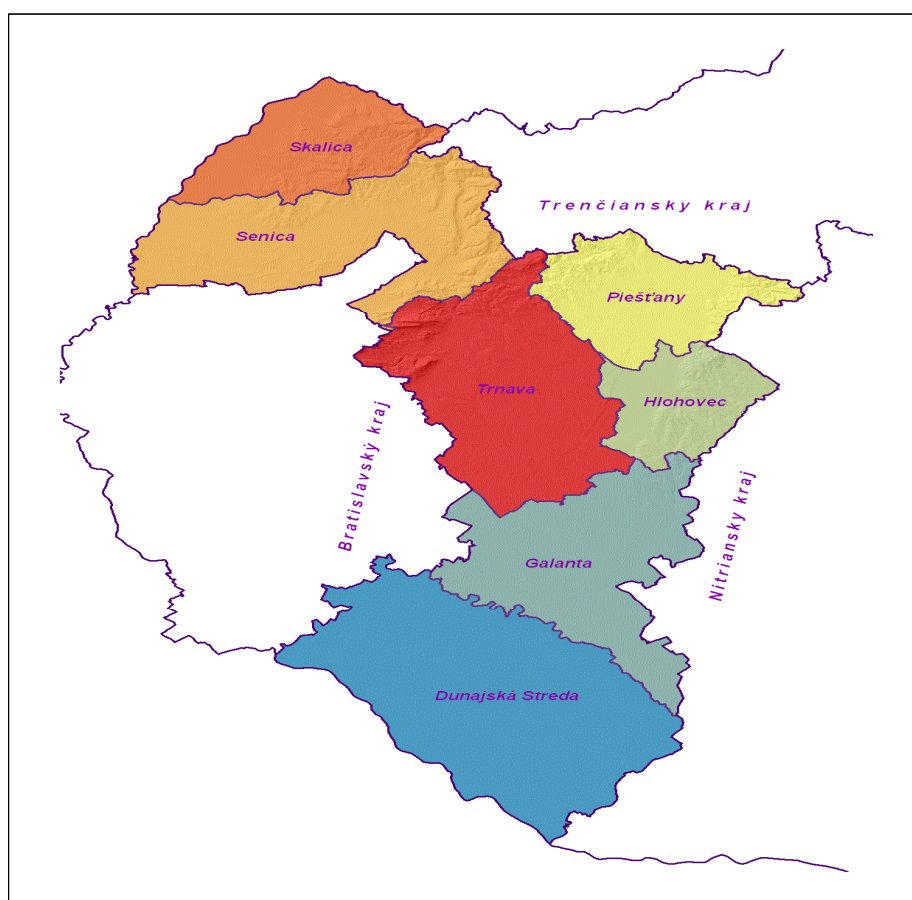 Skalica
Trenčiansky kraj
Senica
Piešťany
Trnava
Hlohovec
Bratislavský kraj
Nitriansky kraj
Galanta
Dunajská Streda